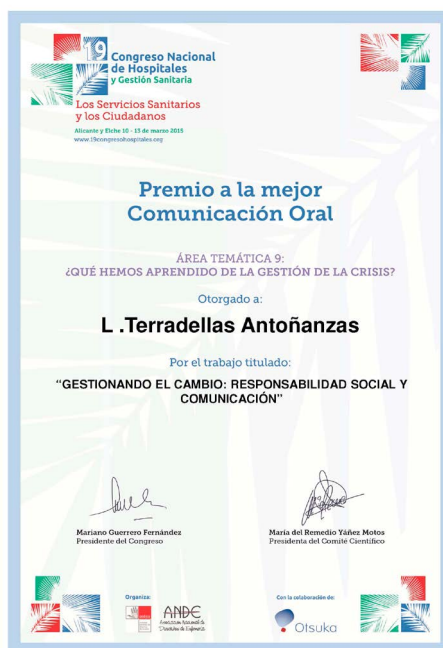 19 Congreso Nacional
de Hospitales
y Gestión Sanitaria
Los Servicios Sanitarios
y los Ciudadanos
Alicante y Elche 10 - 13 de marzo 2015
www.19congresohospitales.org
Premio a la mejor
Comunicación Oral
ÁREA TEMÁTICA 9:
¿QUÉ HEMOS APRENDIDO DE LA GESTIÓN DE LA CRISIS?
Otorgado a:
L .Terradellas Antoñanzas
Por el trabajo titulado:
“GESTIONANDO EL CAMBIO: RESPONSABILIDAD SOCIAL Y
COMUNICACIÓN”
Mariano Guerrero Fernández
Presidente del Congreso
María del Remedio Yáñez Motos
Presidenta del Comité Científico
Organiza:
ANDE
Con la colaboración de:
Otsuka